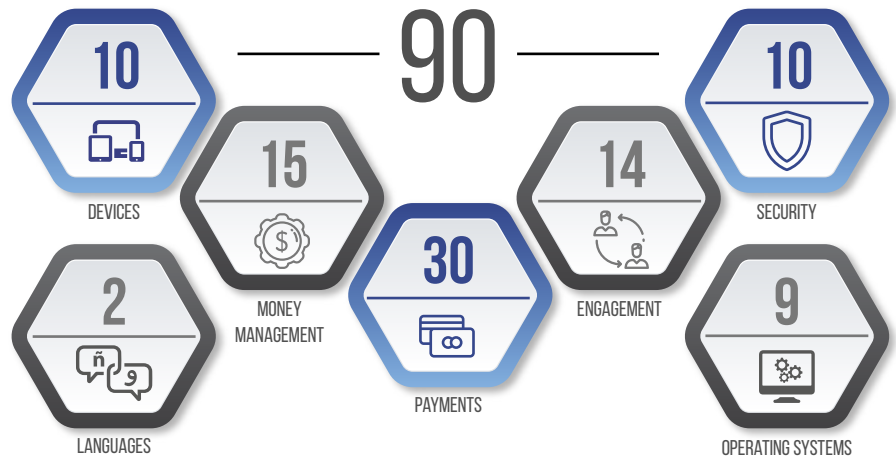 90
10
DEVICES
10
SECURITY
15
MONEY
MANAGEMENT
14
ENGAGEMENT
30
PAYMENTS
2
ñ
و
LANGUAGES
9
OPERATING SYSTEMS
$